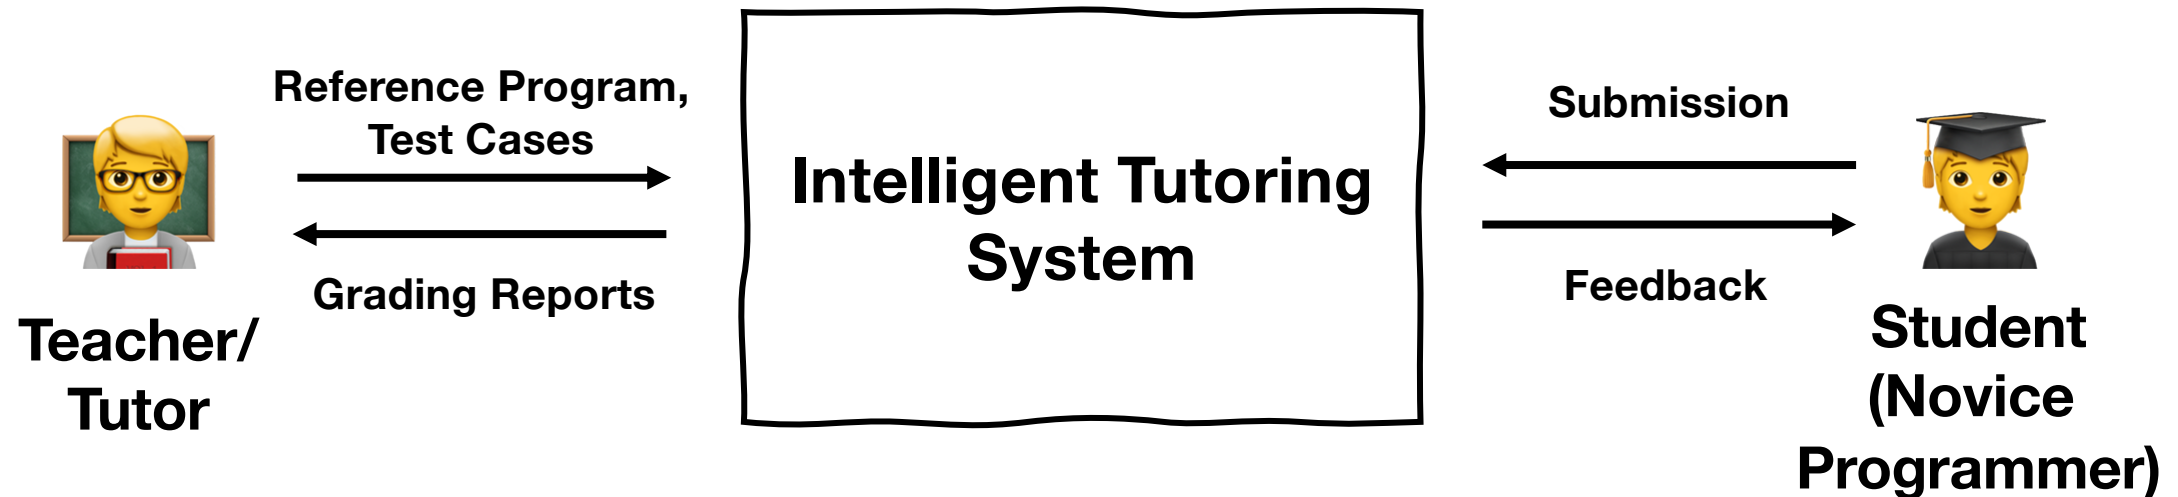 Reference Program,
Test Cases
Grading Reports
Teacher/
Tutor
Intelligent Tutoring
System
Submission
Feedback
Student
(Novice
Programmer)